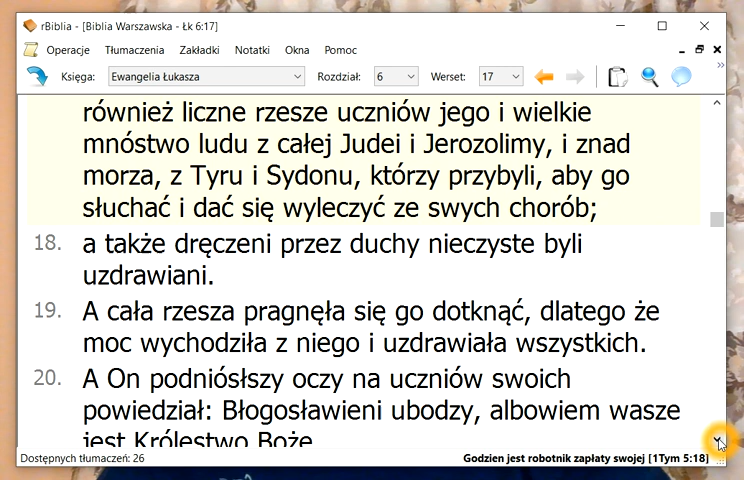 rBiblia - [Biblia Warszawska - Łk 6:17]
Operacje Tłumaczenia Zakładki Notatki Okna Pomoc
Księga: Ewangelia Łukasza Rozdział: 6 Werset: 17
również liczne rzesze uczniów jego i wielkie
mnóstwo ludu z całej Judei i Jerozolimy, i znad
morza, z Tyru i Sydonu, którzy przybyli, aby go
słuchać i dać się wyleczyć ze swych chorób;
18. a także dręczeni przez duchy nieczyste byli
uzdrawiani.
19. A cała rzesza pragnęła się go dotknąć, dlatego że
moc wychodziła z niego i uzdrawiała wszystkich.
20. A On podniósłszy oczy na uczniów swoich
powiedział: Błogosławieni ubodzy, albowiem wasze
jest Królestwo Boże
Dostępnych tłumaczeń: 26 Godzien jest robotnik zapłaty swojej [1Tym 5:18]